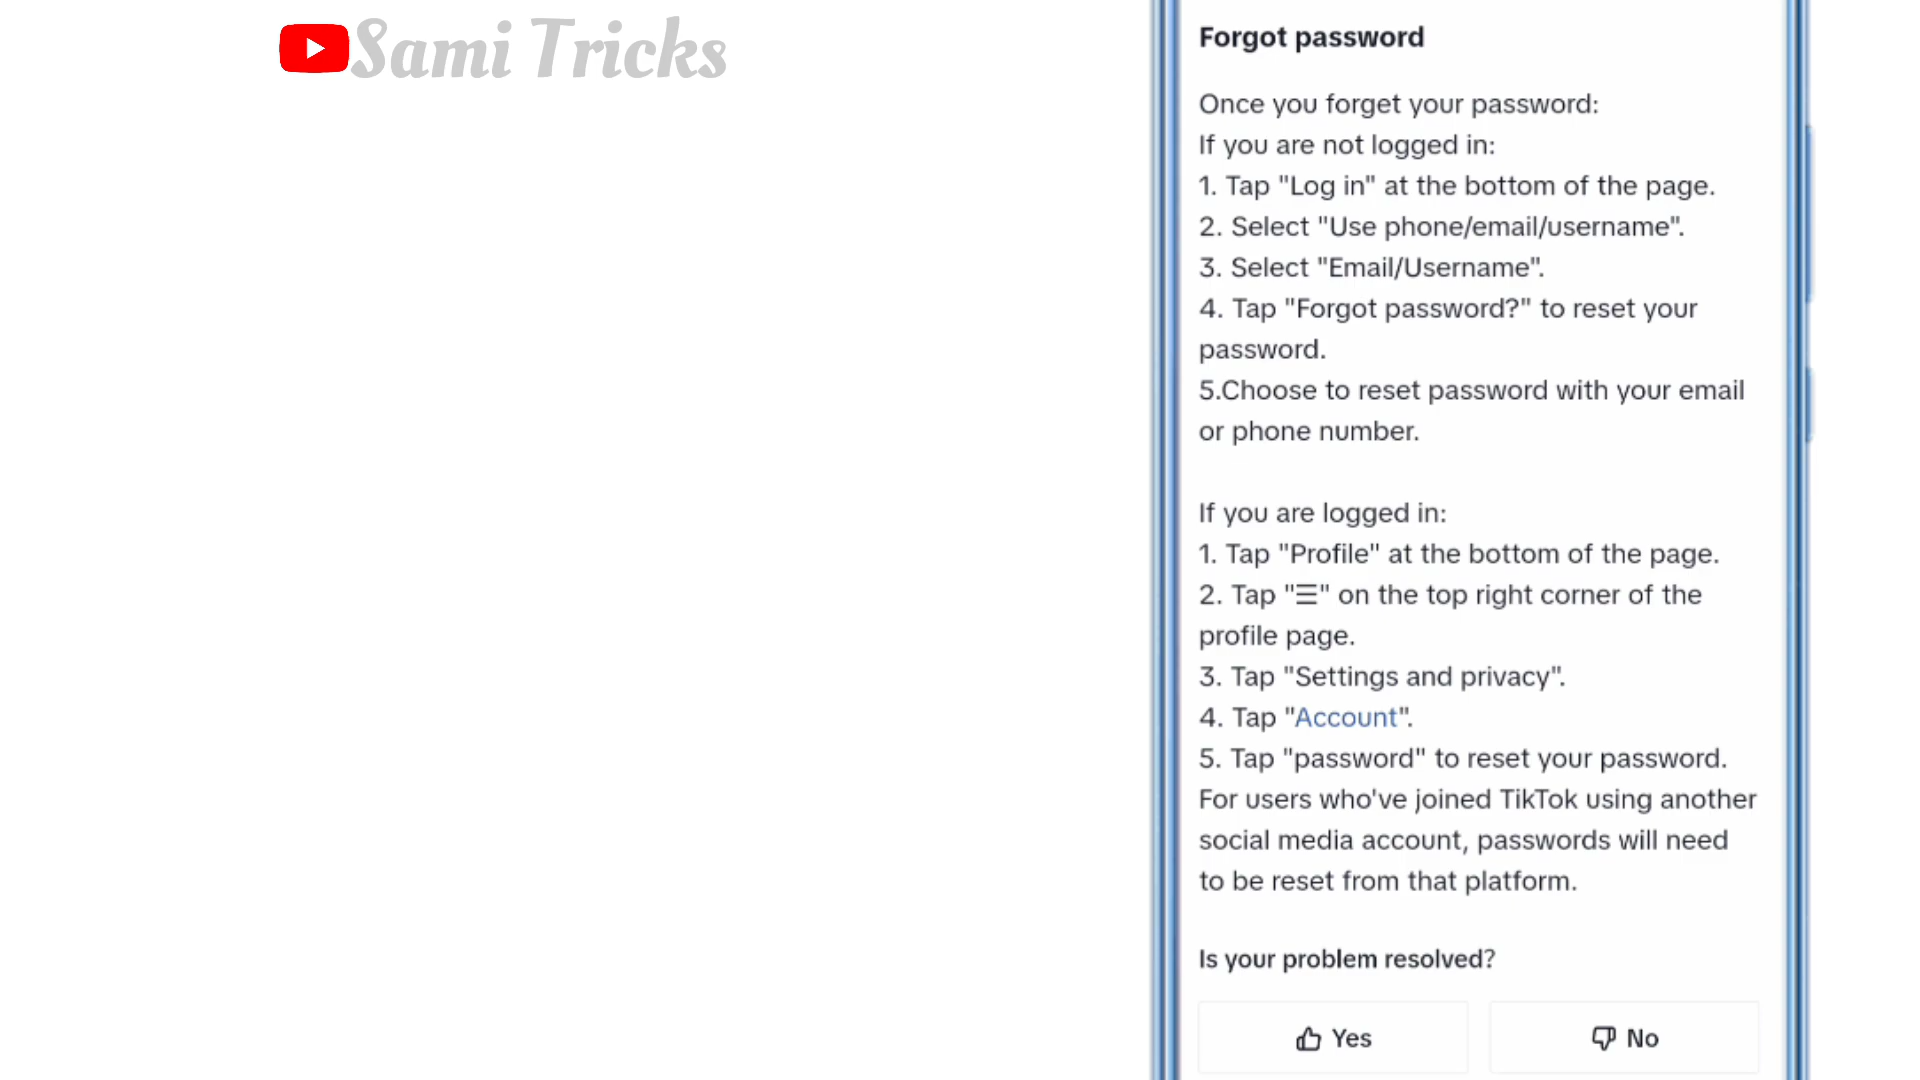 Sami Tricks
Forgot password
Once you forget your password:
If you are not logged in:
1. Tap "Log in" at the bottom of the page.
2. Select "Use phone/email/username".
3. Select "Email/Username".
4. Tap "Forgot password?" to reset your
password.
5.Choose to reset password with your email
or phone number.
If you are logged in:
1. Tap "Profile" at the bottom of the page.
2. Tap "☰" on the top right corner of the
profile page.
3. Tap "Settings and privacy".
4. Tap "Account".
5. Tap "password" to reset your password.
For users who've joined TikTok using another
social media account, passwords will need
to be reset from that platform.
Is your problem resolved?
Yes
No